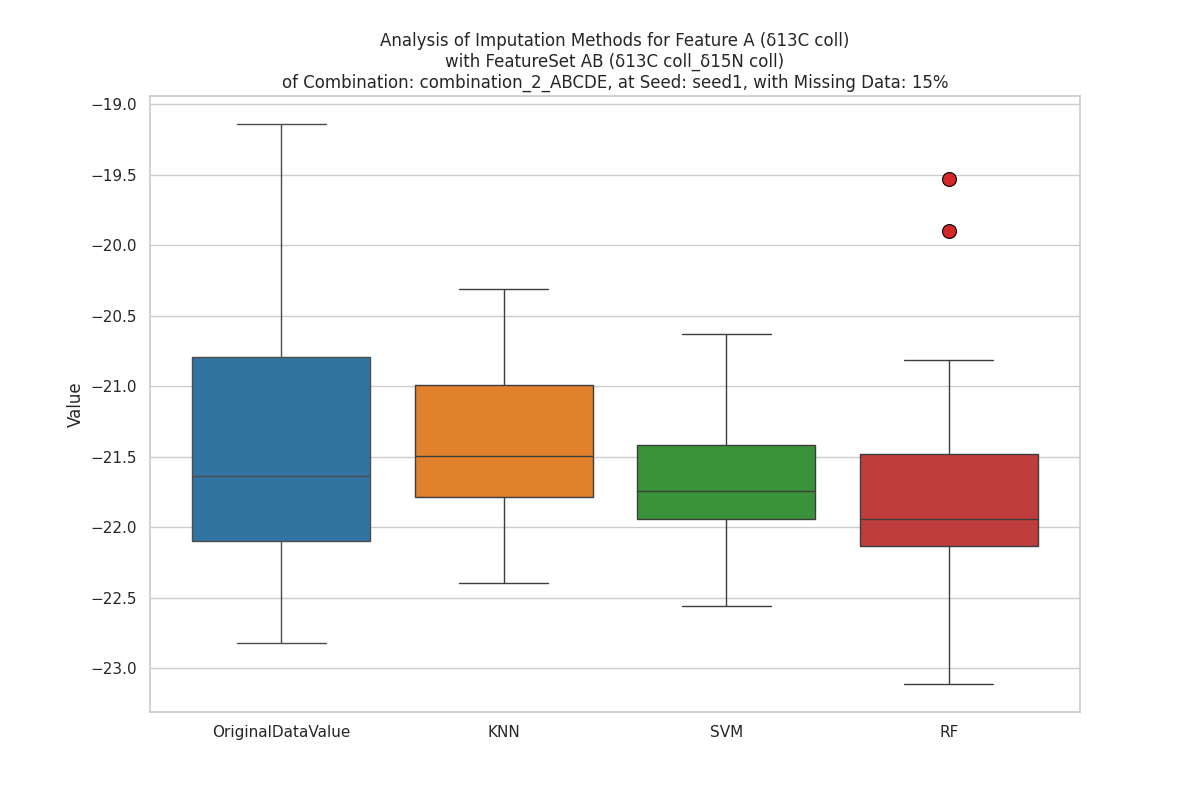 Analysis of Imputation Methods for Feature A (δ13C coll)
with FeatureSet AB (δ13C coll_δ15N coll)
of Combination: combination_2_ABCDE, at Seed: seed1, with Missing Data: 15%
−19.0
−19.5
−20.0
−20.5
−21.0
−21.5
−22.0
−22.5
−23.0
Value
OriginalDataValue
KNN
SVM
RF